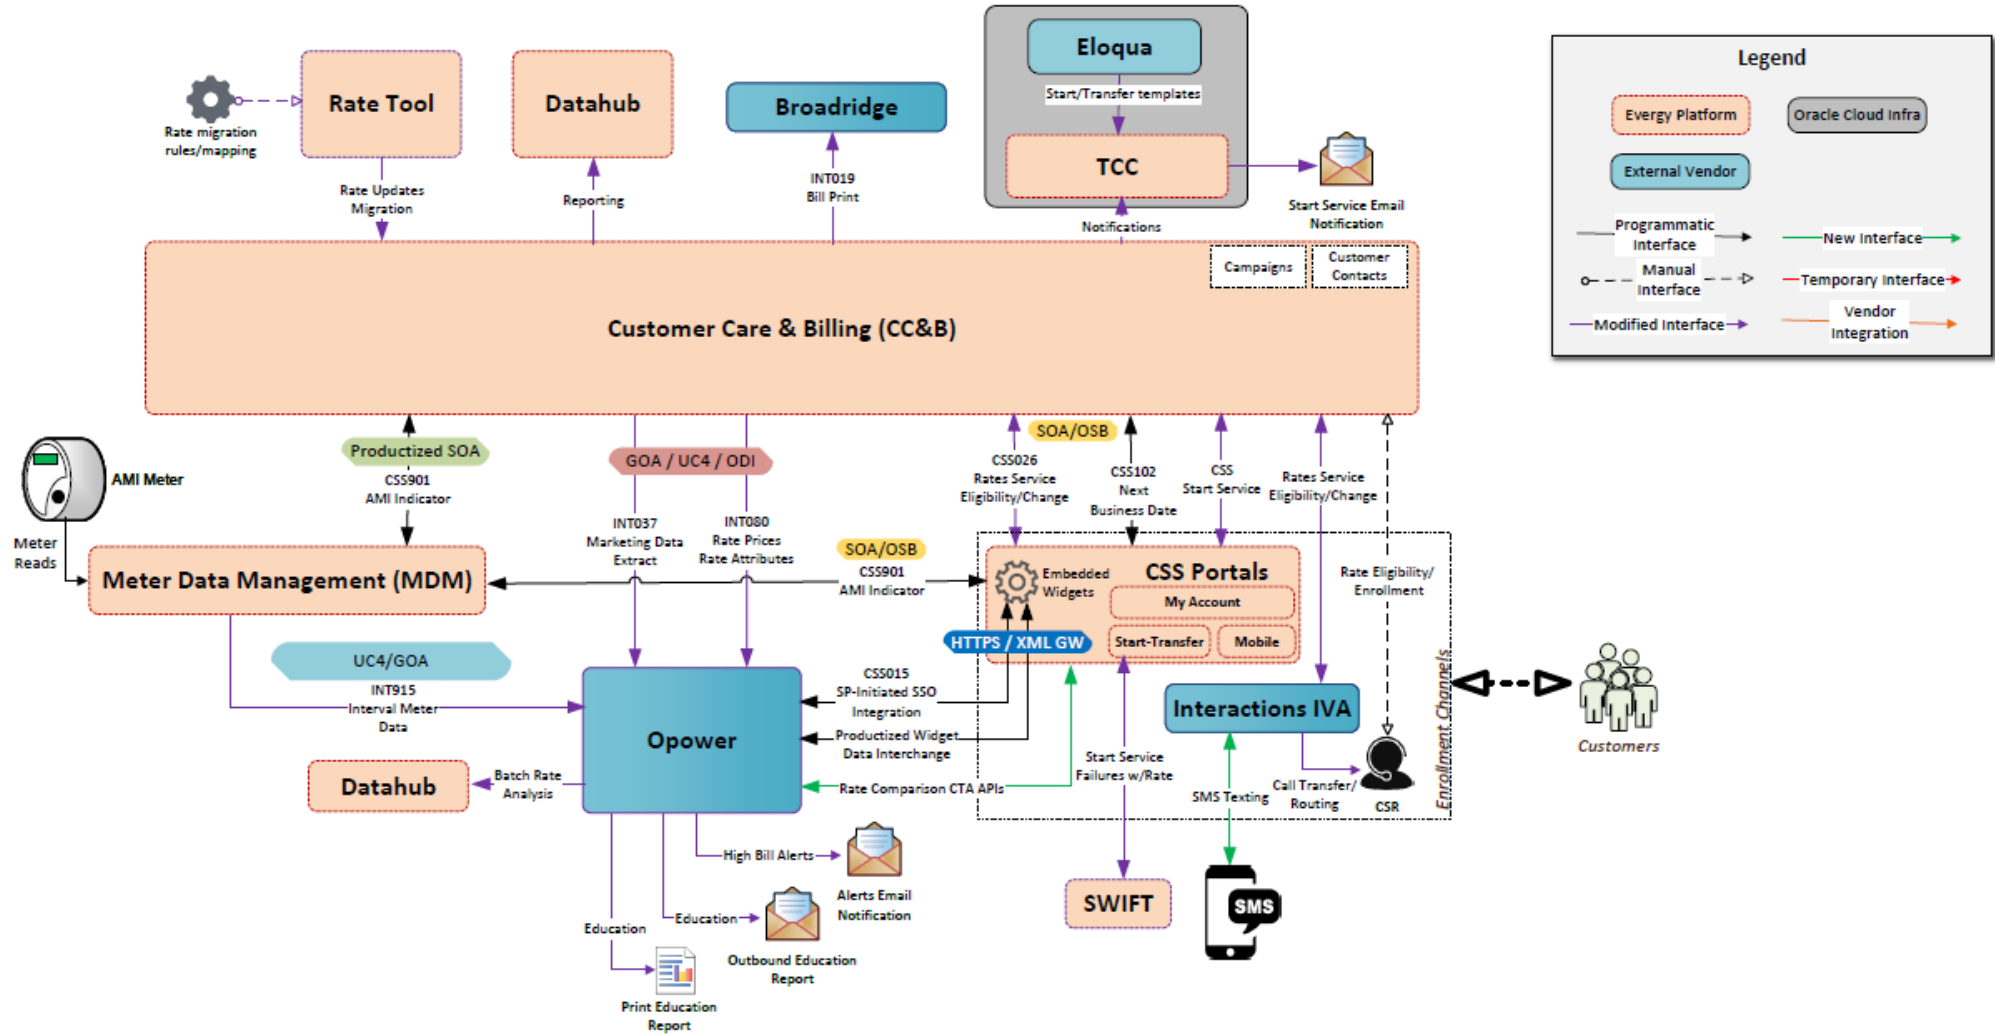 Eloqua
Start/Transfer templates
TCC
Rate Tool
Datahub
Broadridge
Rate migration
rules/mapping
Rate Updates
Migration
Reporting
INT019
Bill Print
Notifications
Start Service Email
Notification
Legend
Evergy Platform
Oracle Cloud Infra
External Vendor
Programmatic
Interface
New Interface
Manual
Interface
Temporary Interface
Modified Interface
Vendor
Integration
Campaigns
Customer
Contacts
Customer Care & Billing (CC&B)
AMI Meter
Meter
Reads
Productized SOA
CSS901
AMI Indicator
GOA / UC4 / ODI
INT037
Marketing Data
Extract
INT080
Rate Prices
Rate Attributes
SOA/OSB
CSS026
Rates Service
Eligibility/Change
CSS102
Next
Business Date
CSS
Start Service
Rates Service
Eligibility/Change
Meter Data Management (MDM)
SOA/OSB
CSS901
AMI Indicator
Embedded
Widgets
CSS Portals
My Account
Start-Transfer
Mobile
HTTPS / XML GW
Rate Eligibility/
Enrollment
UC4/GOA
INT915
Interval Meter
Data
Opower
CSS015
SP-Initiated SSO
Integration
Productized Widget
Data Interchange
Rate Comparison CTA APIs
Interactions IVA
Start Service
Failures w/Rate
SMS Texting
Call Transfer/
Routing
CSR
Enrollment Channels
Customers
Datahub
Batch Rate
Analysis
High Bill Alerts
Alerts Email
Notification
Education
Outbound Education
Report
Education
Print Education
Report
SWIFT
SMS